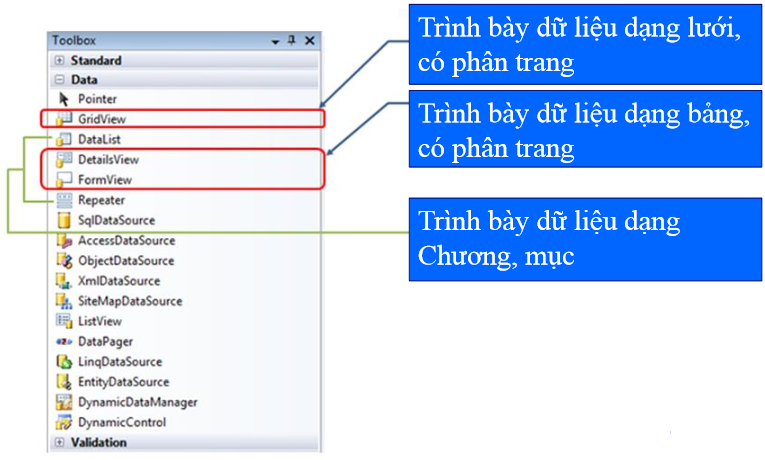 Toolbox
Standard
Data
Pointer
GridView
DataList
DetailsView
FormView
Repeater
SqlDataSource
AccessDataSource
ObjectDataSource
XmlDataSource
SiteMapDataSource
ListView
DataPager
LinqDataSource
EntityDataSource
DynamicDataManager
DynamicControl
Validation
Trình bày dữ liệu dạng lưới,
có phân trang
Trình bày dữ liệu dạng bảng,
có phân trang
Trình bày dữ liệu dạng
Chương, mục